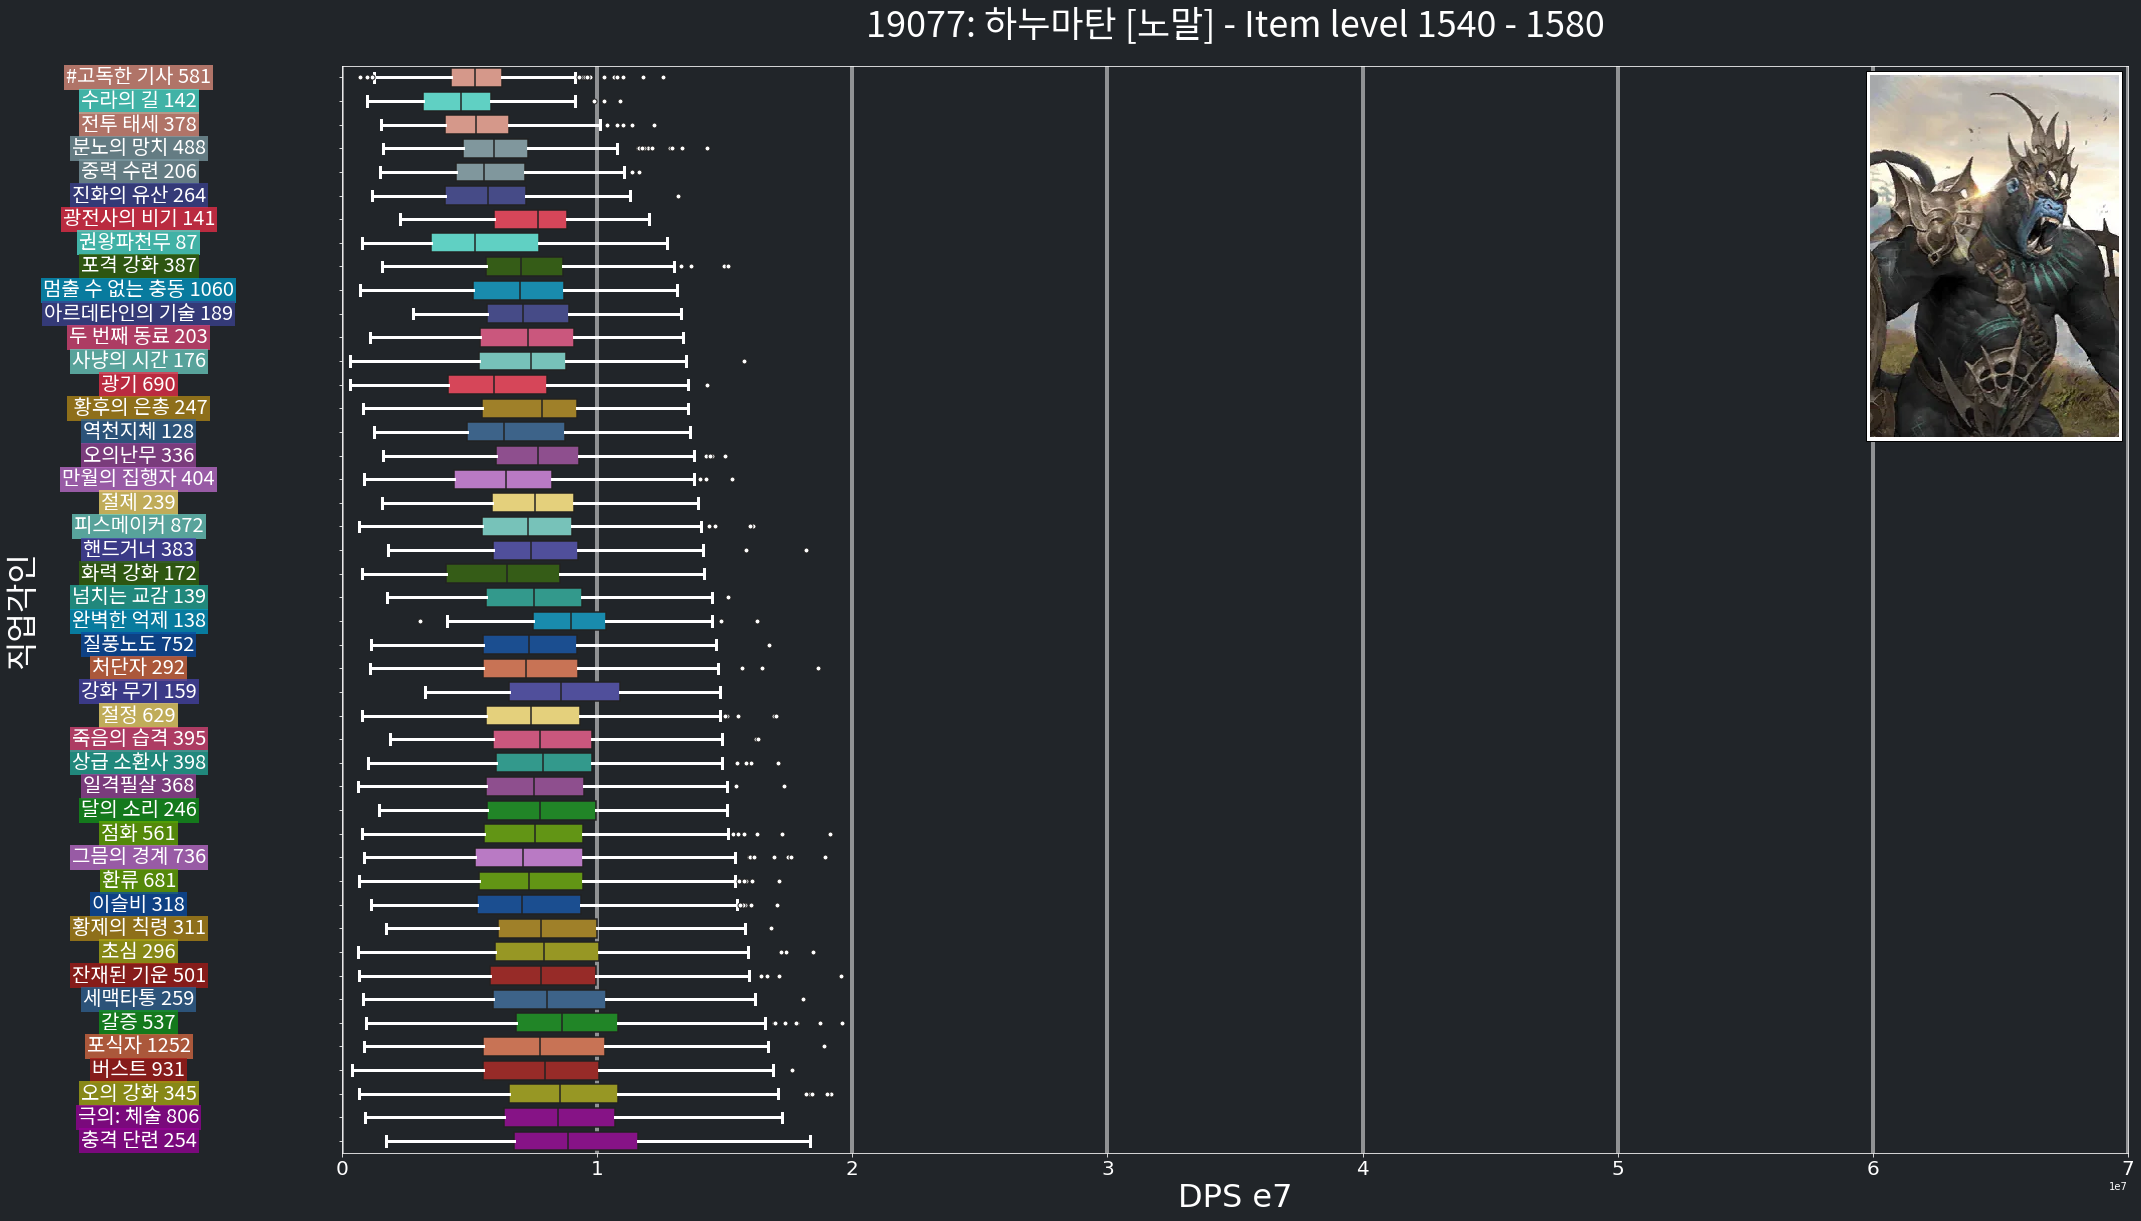 19077: 하누마탄 [노말] - Item level 1540 - 1580
#고독한 기사 581
수라의 길 142
전투 태세 378
분노의 망치 488
중력 수련 206
진화의 유산 264
광전사의 비기 141
권왕파천무 87
포격 강화 387
멈출 수 없는 충동 1060
아르데타인의 기술 189
두 번째 동료 203
사냥의 시간 176
광기 690
황후의 은총 247
역천지체 128
오의난무 336
만월의 집행자 404
절제 239
피스메이커 872
핸드거너 383
화력 강화 172
넘치는 교감 139
완벽한 억제 138
질풍노도 752
처단자 292
강화 무기 159
절정 629
죽음의 습격 395
상급 소환사 398
일격필살 368
달의 소리 246
점화 561
그믐의 경계 736
환류 681
이슬비 318
황제의 칙령 311
초심 296
잔재된 기운 501
세맥타통 259
갈증 537
포식자 1252
버스트 931
오의 강화 345
극의: 체술 806
충격 단련 254
직업각인
0 1 2 3 4 5 6 7
DPS e7
1e7